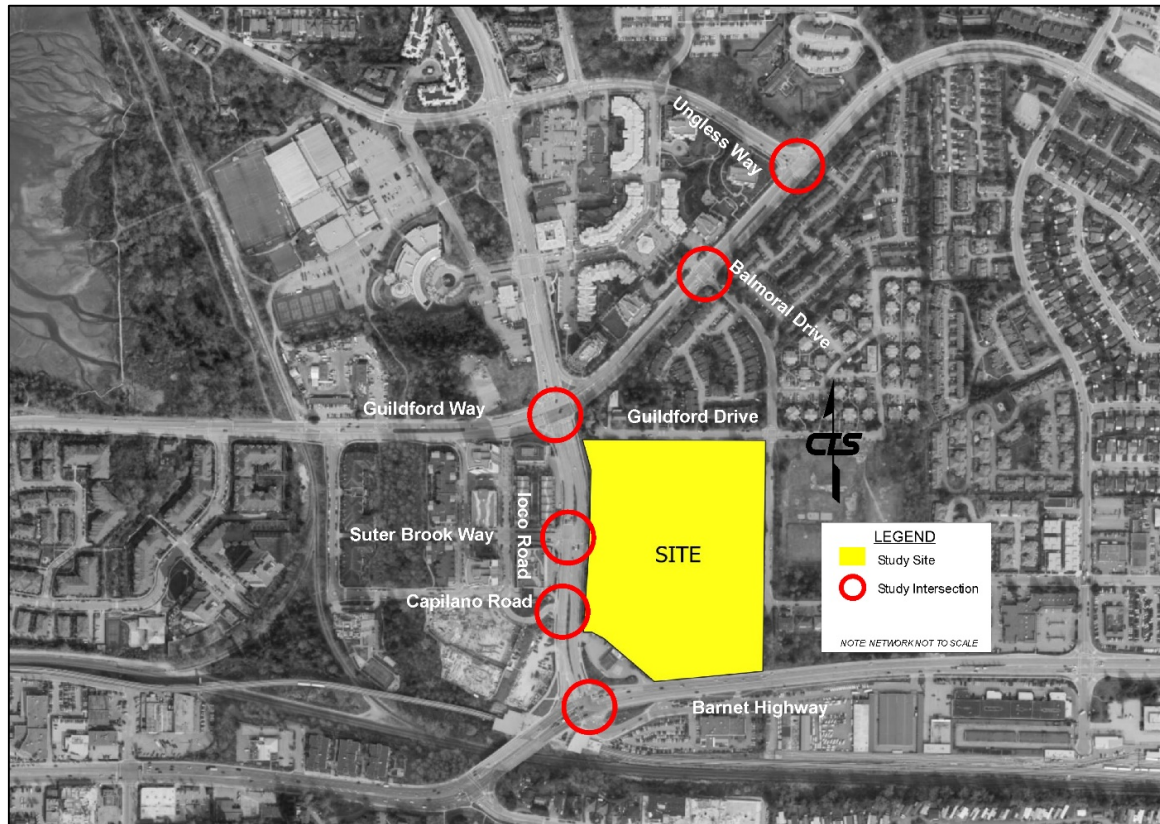 Ungless Way
Balmoral Drive
Guildford Way
Guildford Drive
CTS
Ioco Road
Suter Brook Way
SITE
LEGEND
Study Site
Capilano Road
Study Intersection
NOTE: NETWORK NOT TO SCALE
Barnet Highway